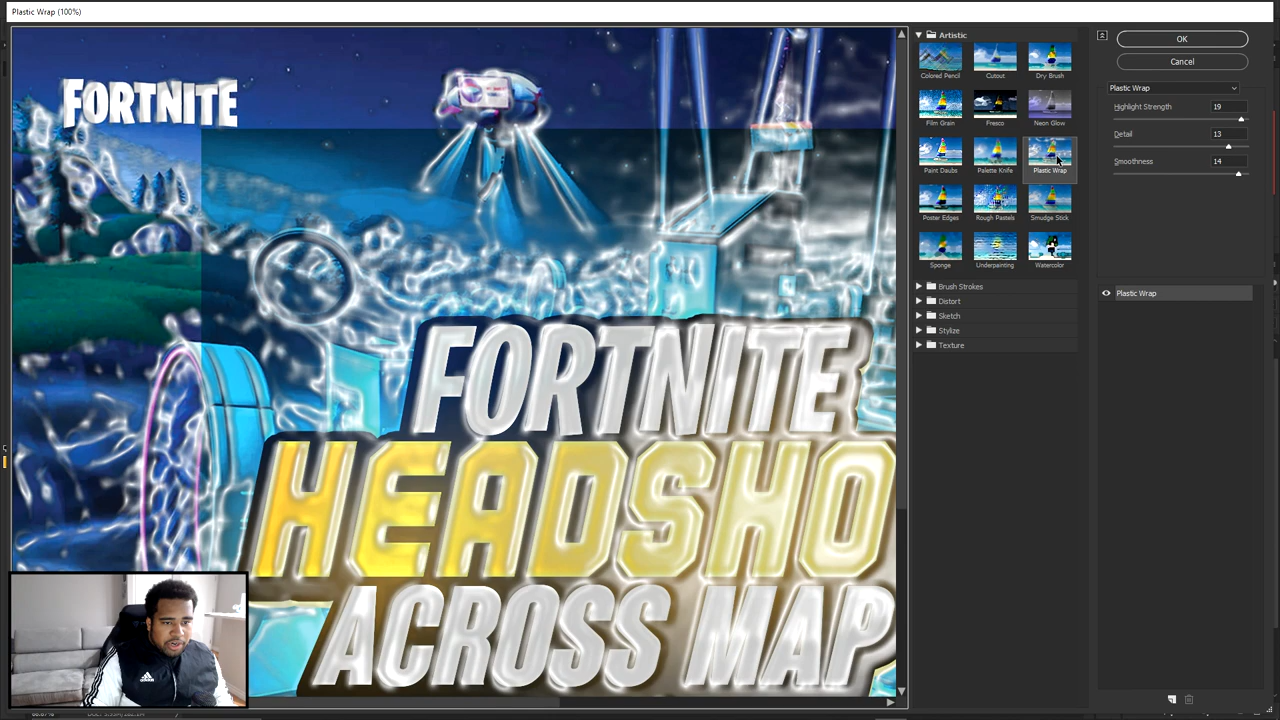 Plastic Wrap (100%)
FORTNITE
FORTNITE
HEADSHO
ACROSS MAP
Artistic
Colored Pencil
Cutout
Dry Brush
Film Grain
Fresco
Neon Glow
Paint Daubs
Palette Knife
Plastic Wrap
Poster Edges
Rough Pastels
Smudge Stick
Sponge
Underpainting
Watercolor
Brush Strokes
Distort
Sketch
Stylize
Texture
OK
Cancel
Plastic Wrap
Highlight Strength 19
Detail 13
Smoothness 14
Plastic Wrap